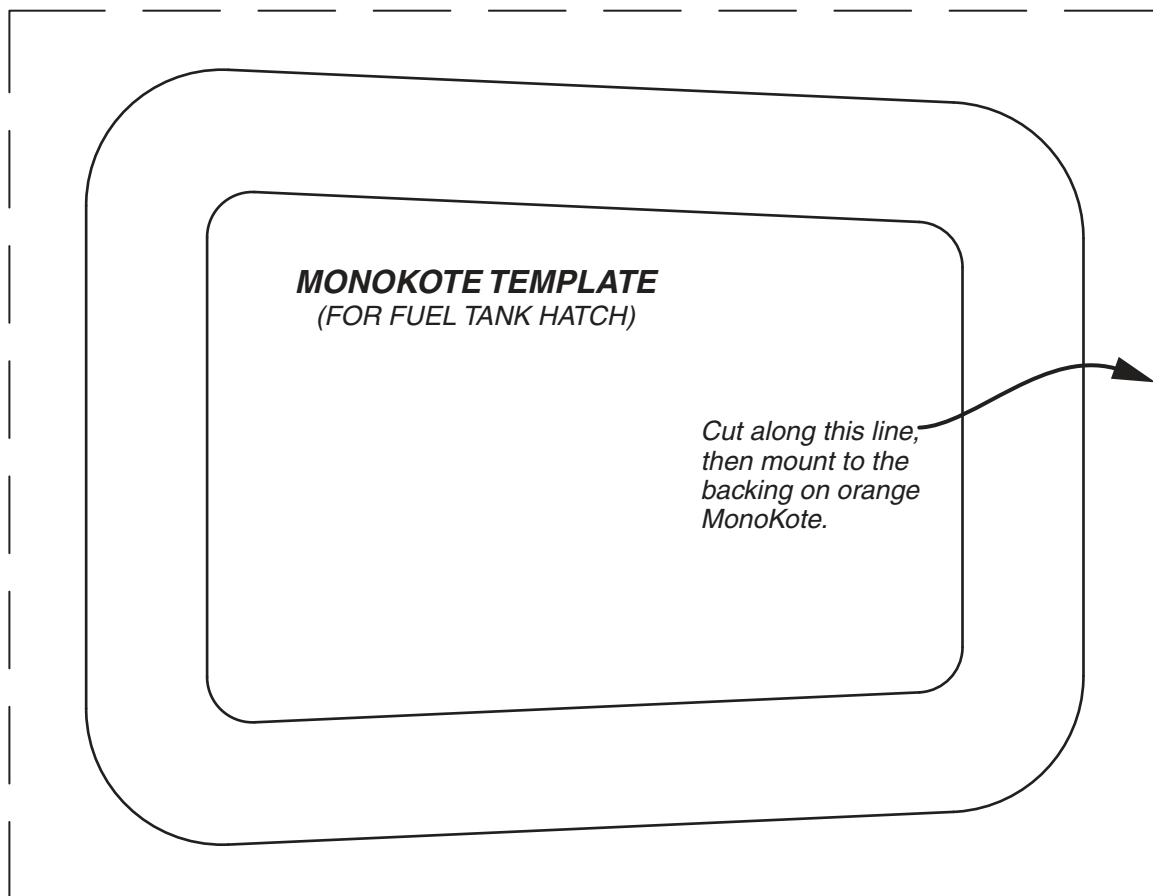 MONOKOTE TEMPLATE
(FOR FUEL TANK HATCH)
Cut along this line,
then mount to the
backing on orange
MonoKote.